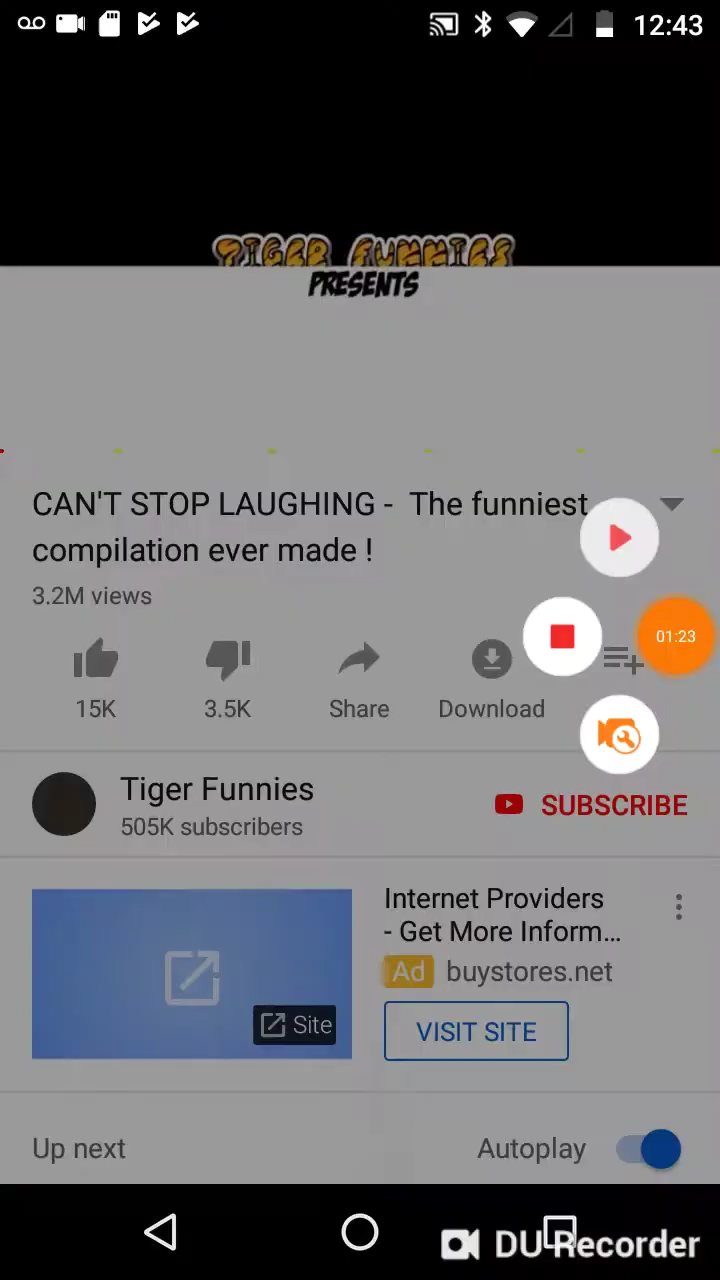 12:43
TIGER FUNNIES
PRESENTS
CAN'T STOP LAUGHING - The funniest
compilation ever made !
3.2M views
01:23
15K
3.5K
Share
Download
Tiger Funnies
505K subscribers
SUBSCRIBE
Internet Providers
- Get More Inform...
Ad buystores.net
Site
VISIT SITE
Up next
Autoplay
DU Recorder